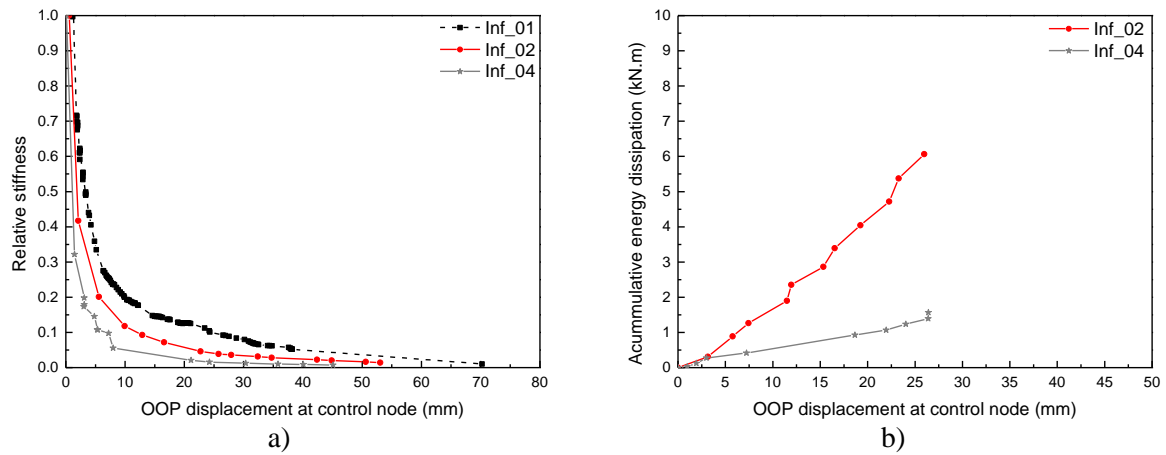 1.0
0.9
0.8
0.7
0.6
0.5
0.4
0.3
0.2
0.1
0.0
Relative stiffness
Inf_01
Inf_02
Inf_04
0 10 20 30 40 50 60 70 80
OOP displacement at control node (mm)
a)
10
9
8
7
6
5
4
3
2
1
0
Acummulative energy dissipation (kN.m)
Inf_02
Inf_04
0 5 10 15 20 25 30 35 40 45 50
OOP displacement at control node (mm)
b)